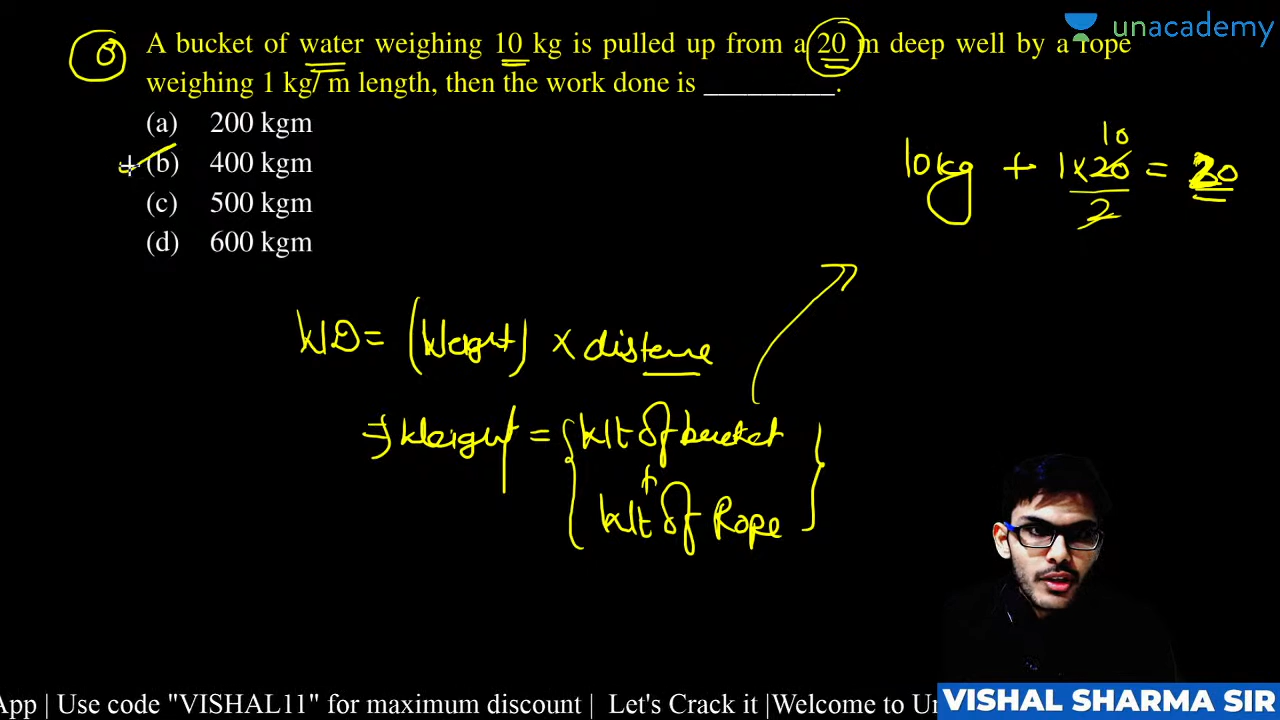 unacademy
A bucket of water weighing 10 kg is pulled up from a 20 m deep well by a rope
weighing 1 kg/ m length, then the work done is _________.
(a) 200 kgm
(b) 400 kgm
(c) 500 kgm
(d) 600 kgm
10
10kg + 1×20 = 20
2
WD = (Weight) × distance
⇒ Weight = { Wt of bucket
+
Wt of Rope }
App | Use code "VISHAL11" for maximum discount | Let's Crack it |Welcome to Un
VISHAL SHARMA SIR